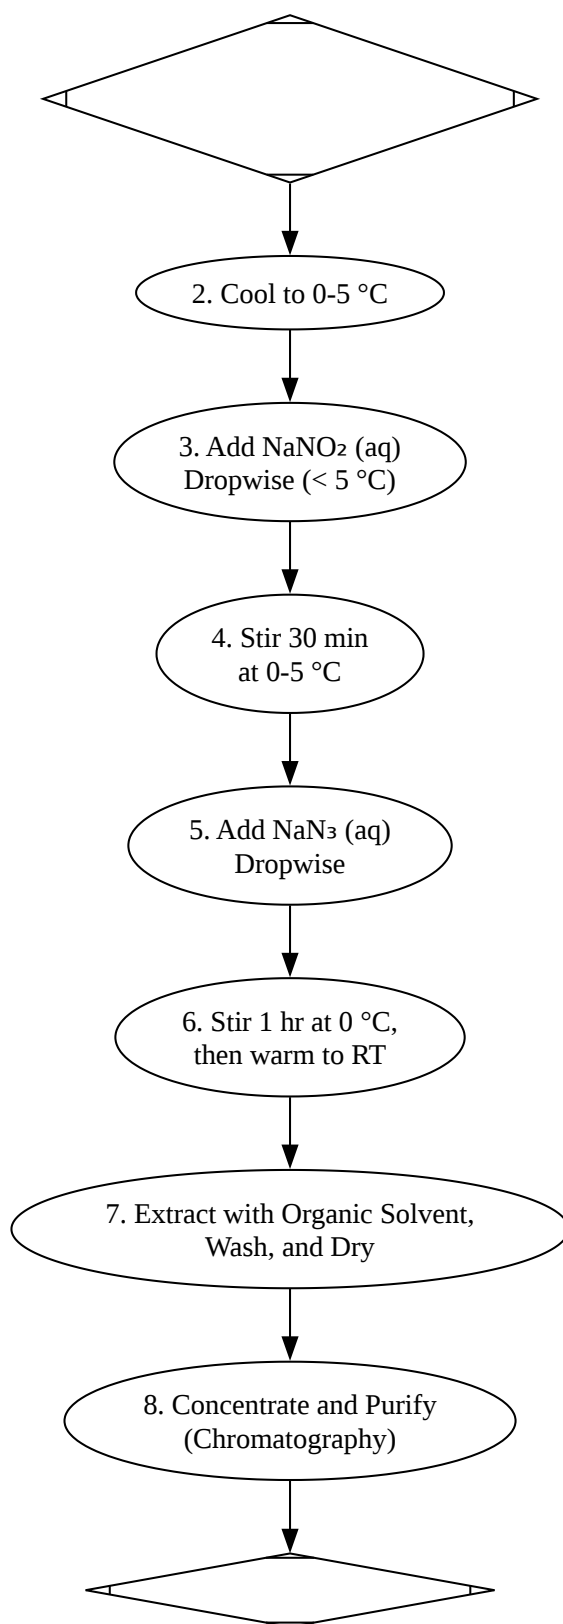 2. Cool to 0-5 °C
3. Add NaNO₂ (aq)
Dropwise (< 5 °C)
4. Stir 30 min
at 0-5 °C
5. Add NaN₃ (aq)
Dropwise
6. Stir 1 hr at 0 °C,
then warm to RT
7. Extract with Organic Solvent,
Wash, and Dry
8. Concentrate and Purify
(Chromatography)